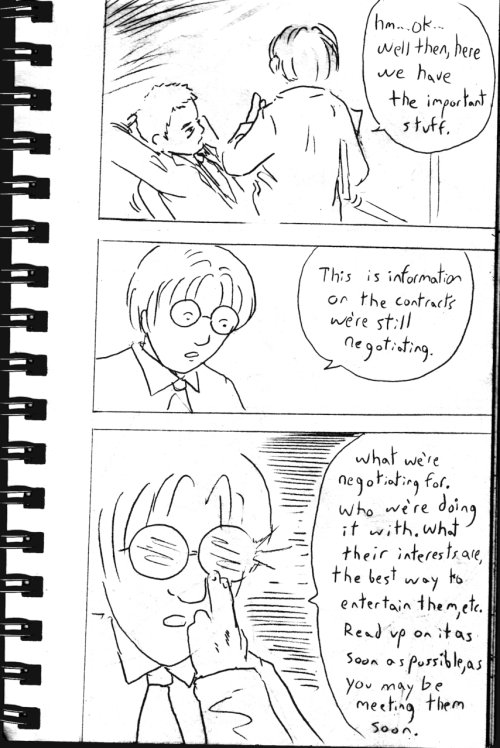 hm...ok...
well then, here
we have
the important
stuff.
This is information
on the contracts
we're still
negotiating.
what we're
negotiating for.
who we're doing
it with. what
their interests are,
the best way to
entertain them, etc.
Read up on it as
soon as possible, as
you may be
meeting them
soon.